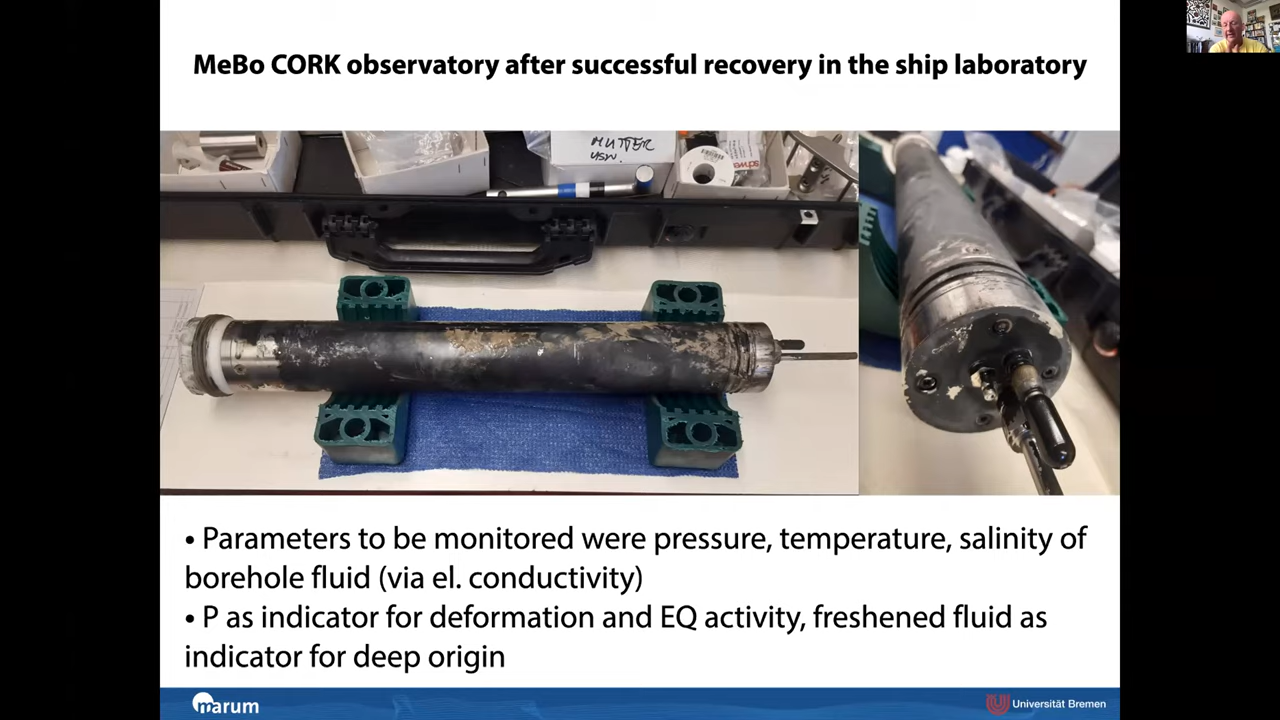 MeBo CORK observatory after successful recovery in the ship laboratory
MUTTER
USW.
• Parameters to be monitored were pressure, temperature, salinity of
borehole fluid (via el. conductivity)
• P as indicator for deformation and EQ activity, freshened fluid as
indicator for deep origin
marum
Universität Bremen